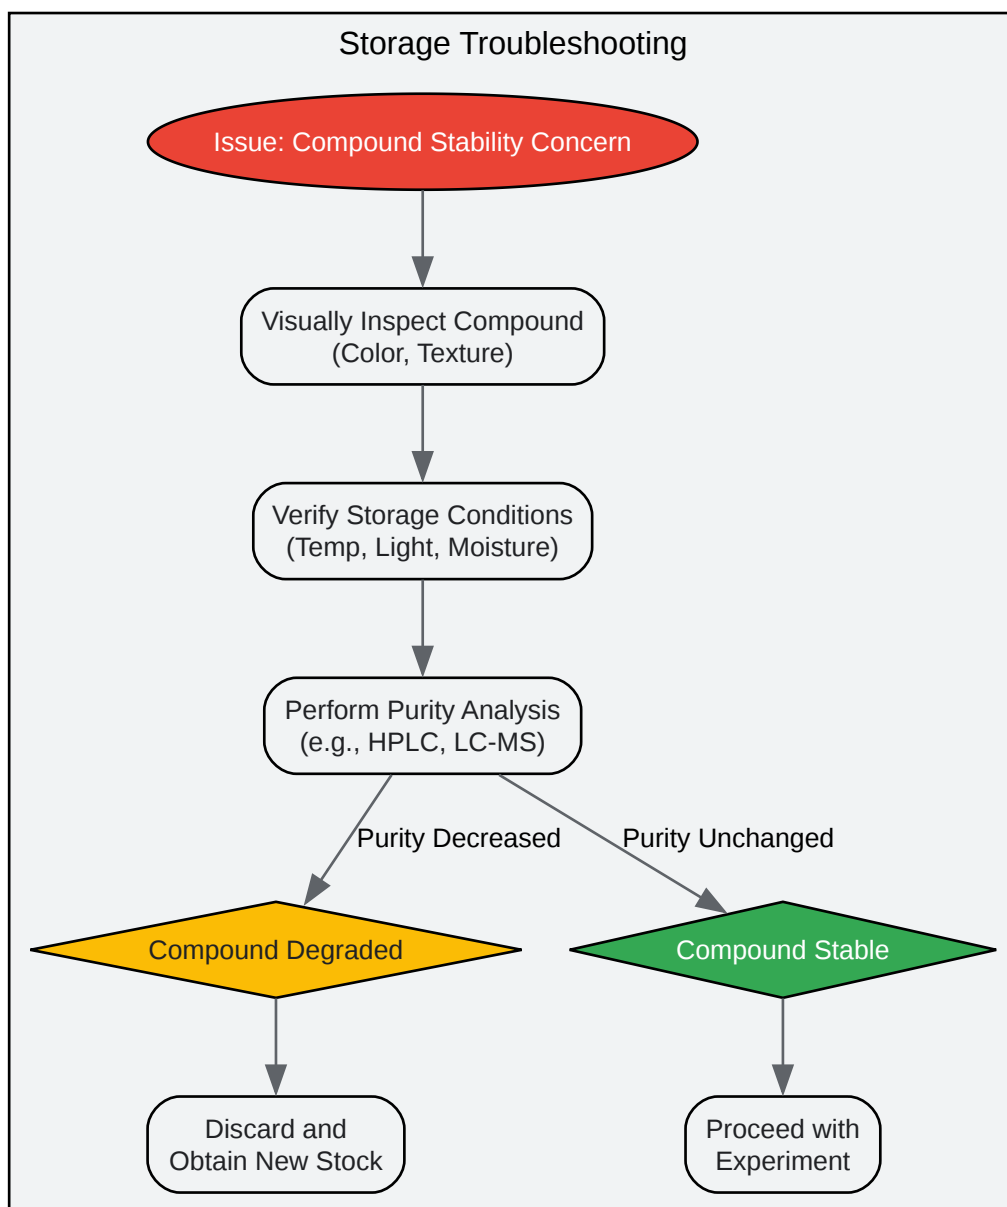 Storage Troubleshooting
Issue: Compound Stability Concern
Visually Inspect Compound
(Color, Texture)
Verify Storage Conditions
(Temp, Light, Moisture)
Perform Purity Analysis
(e.g., HPLC, LC-MS)
Purity Decreased
Purity Unchanged
Compound Degraded
Compound Stable
Discard and
Obtain New Stock
Proceed with
Experiment